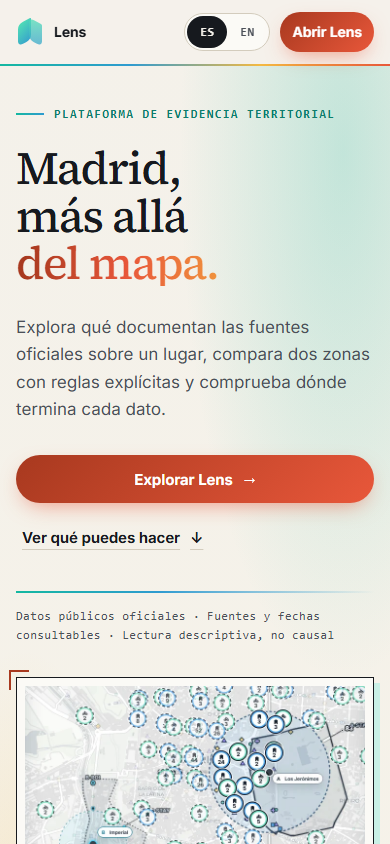 Lens
ES
EN
Abrir Lens
PLATAFORMA DE EVIDENCIA TERRITORIAL
Madrid,
más allá
del mapa.
Explora qué documentan las fuentes
oficiales sobre un lugar, compara dos zonas
con reglas explícitas y comprueba dónde
termina cada dato.
Explorar Lens →
Ver qué puedes hacer ↓
Datos públicos oficiales · Fuentes y fechas
consultables · Lectura descriptiva, no causal
Los Jerónimos
Imperial